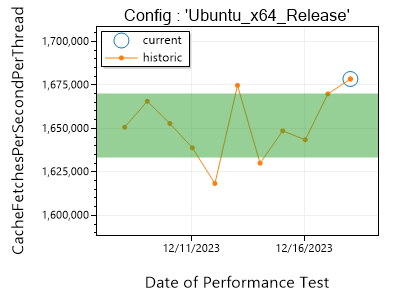 Config : 'Ubuntu_x64_Release'
CacheFetchesPerSecondPerThread
1,700,000
1,675,000
1,650,000
1,625,000
1,600,000
current
historic
12/11/2023
12/16/2023
Date of Performance Test